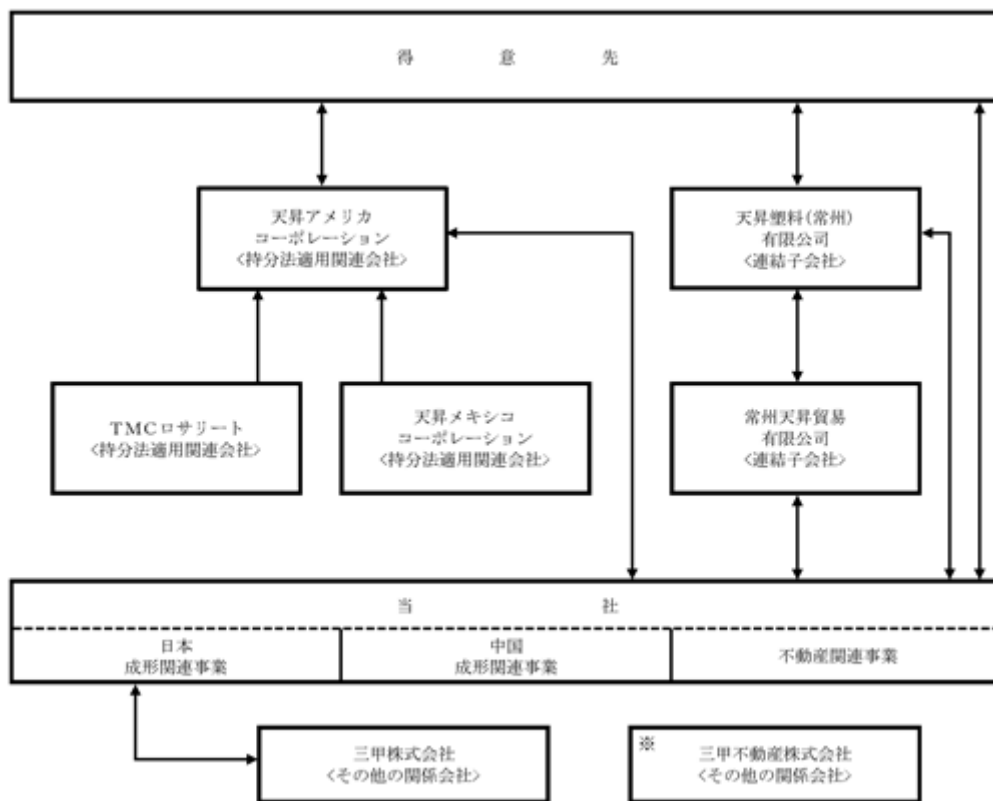 得意先
天昇アメリカ
コーポレーション
<持分法適用関連会社>
天昇塑料(常州)
有限公司
<連結子会社>
TMCロサリート
<持分法適用関連会社>
天昇メキシコ
コーポレーション
<持分法適用関連会社>
常州天昇貿易
有限公司
<連結子会社>
当社
日本
成形関連事業
中国
成形関連事業
不動産関連事業
三甲株式会社
<その他の関係会社>
※
三甲不動産株式会社
<その他の関係会社>